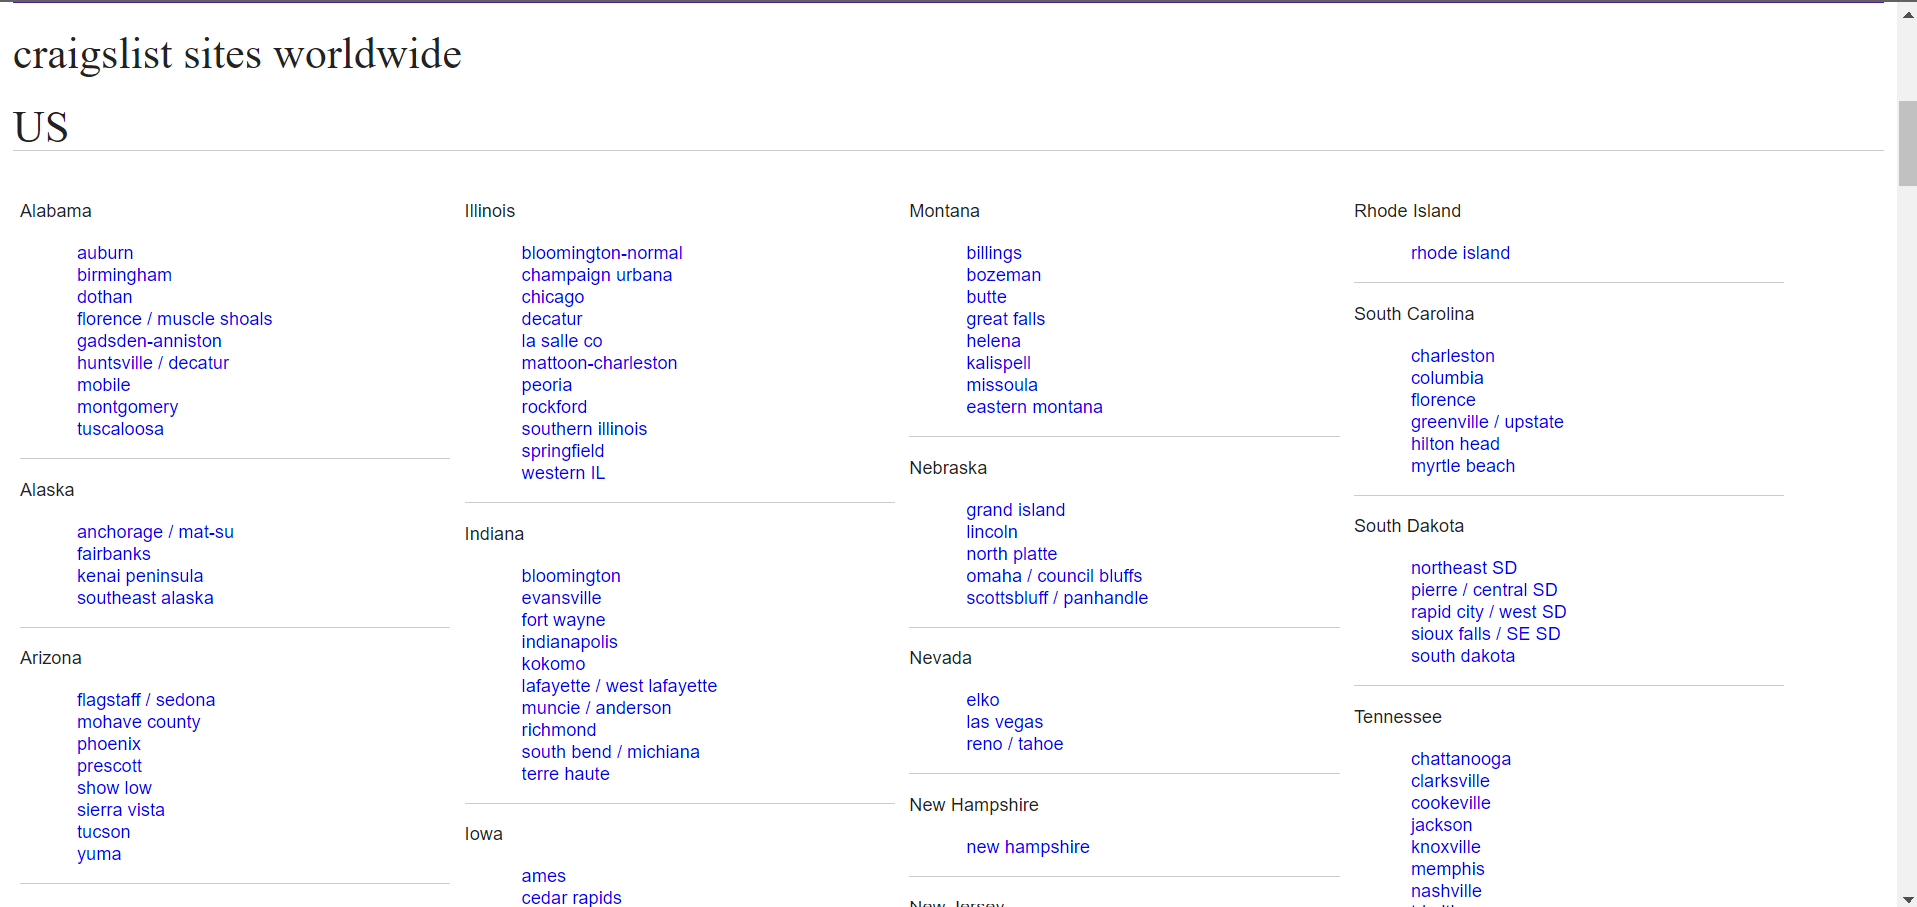 craigslist sites worldwide
US
Alabama
auburn
birmingham
dothan
florence / muscle shoals
gadsden-anniston
huntsville / decatur
mobile
montgomery
tuscaloosa
Alaska
anchorage / mat-su
fairbanks
kenai peninsula
southeast alaska
Arizona
flagstaff / sedona
mohave county
phoenix
prescott
show low
sierra vista
tucson
yuma
Illinois
bloomington-normal
champaign urbana
chicago
decatur
la salle co
mattoon-charleston
peoria
rockford
southern illinois
springfield
western IL
Indiana
bloomington
evansville
fort wayne
indianapolis
kokomo
lafayette / west lafayette
muncie / anderson
richmond
south bend / michiana
terre haute
Iowa
ames
cedar rapids
Montana
billings
bozeman
butte
great falls
helena
kalispell
missoula
eastern montana
Nebraska
grand island
lincoln
north platte
omaha / council bluffs
scottsbluff / panhandle
Nevada
elko
las vegas
reno / tahoe
New Hampshire
new hampshire
New Jersey
Rhode Island
rhode island
South Carolina
charleston
columbia
florence
greenville / upstate
hilton head
myrtle beach
South Dakota
northeast SD
pierre / central SD
rapid city / west SD
sioux falls / SE SD
south dakota
Tennessee
chattanooga
clarksville
cookeville
jackson
knoxville
memphis
nashville